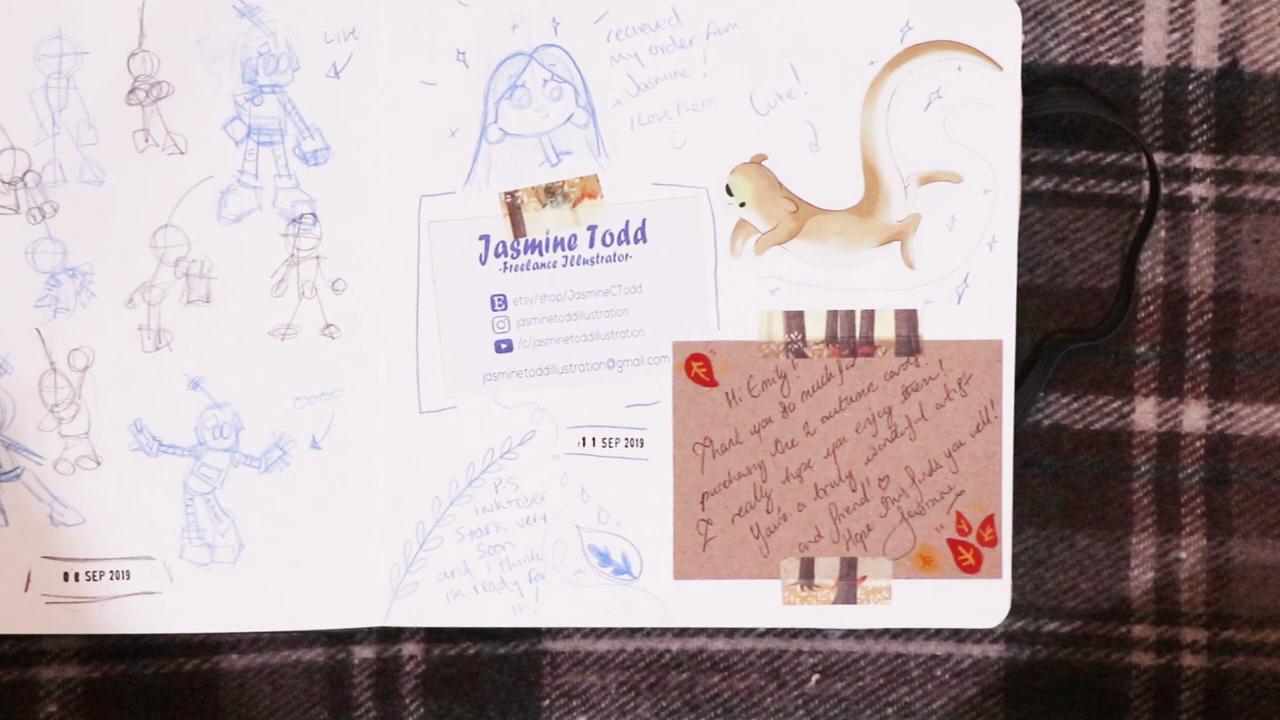 LIVE
recieved
my order from
Jasmine!
I Love them
Cute!
Jasmine Todd
-Freelance Illustrator-
etsy/shop/JasmineCTodd
jasminetoddillustration
/c/jasminetoddillustration
jasminetoddillustration@gmail.com
11 SEP 2019
P.S
inktober
starts very
soon
and i think
i'm ready for
it!
Hi Emily!
Thank you so much for
purchasing the 2 autumn cards!
I really hope you enjoy them!
You're a truly wonderful artist
and friend! ♡
Hope this finds you well!
Jasmine
oooo
08 SEP 2019